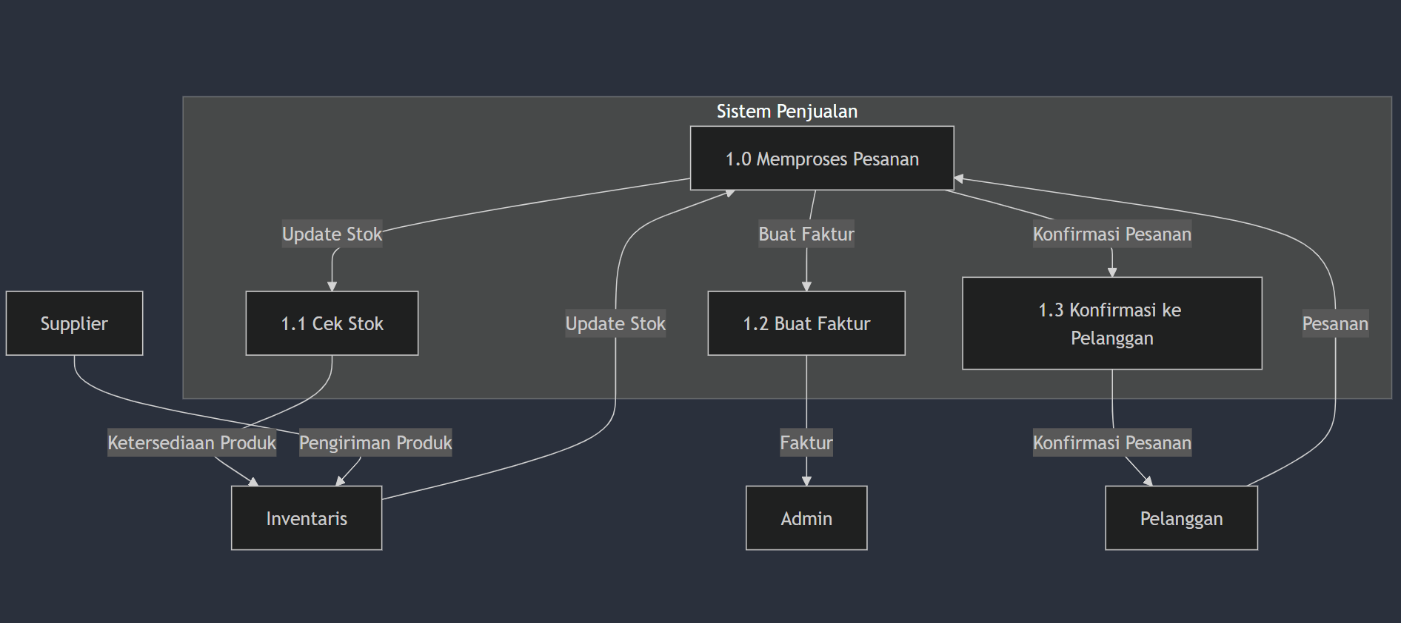 Sistem Penjualan
1.0 Memproses Pesanan
Update Stok
Buat Faktur
Konfirmasi Pesanan
Supplier
1.1 Cek Stok
Update Stok
1.2 Buat Faktur
1.3 Konfirmasi ke
Pelanggan
Pesanan
Ketersediaan Produk
Pengiriman Produk
Faktur
Konfirmasi Pesanan
Inventaris
Admin
Pelanggan